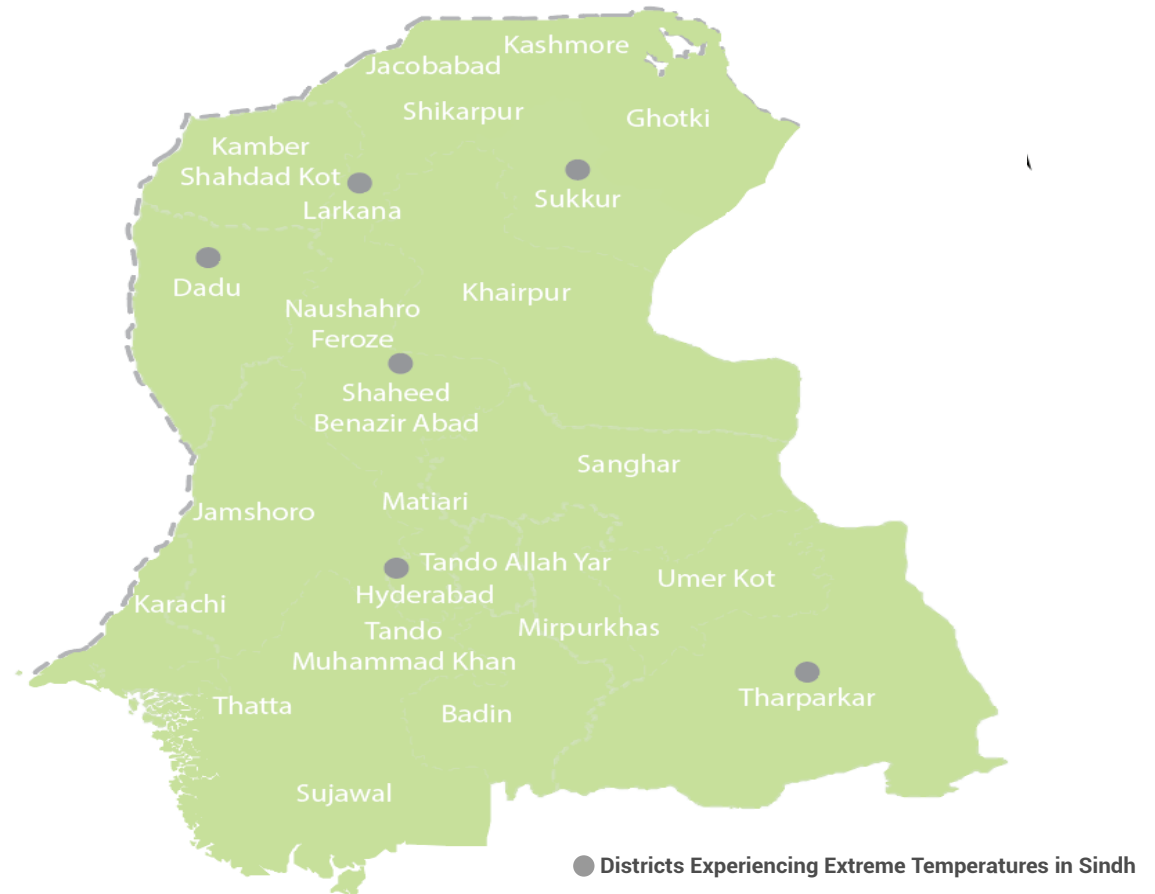 Kashmore
Jacobabad
Shikarpur
Ghotki
Kamber
Shahdad Kot
Larkana
Sukkur
Dadu
Khairpur
Naushahro
Feroze
Shaheed
Benazir Abad
Sanghar
Matiari
Jamshoro
Tando Allah Yar
Umer Kot
Hyderabad
Karachi
Tando
Muhammad Khan
Mirpurkhas
Tharparkar
Thatta
Badin
Sujawal
Districts Experiencing Extreme Temperatures in Sindh